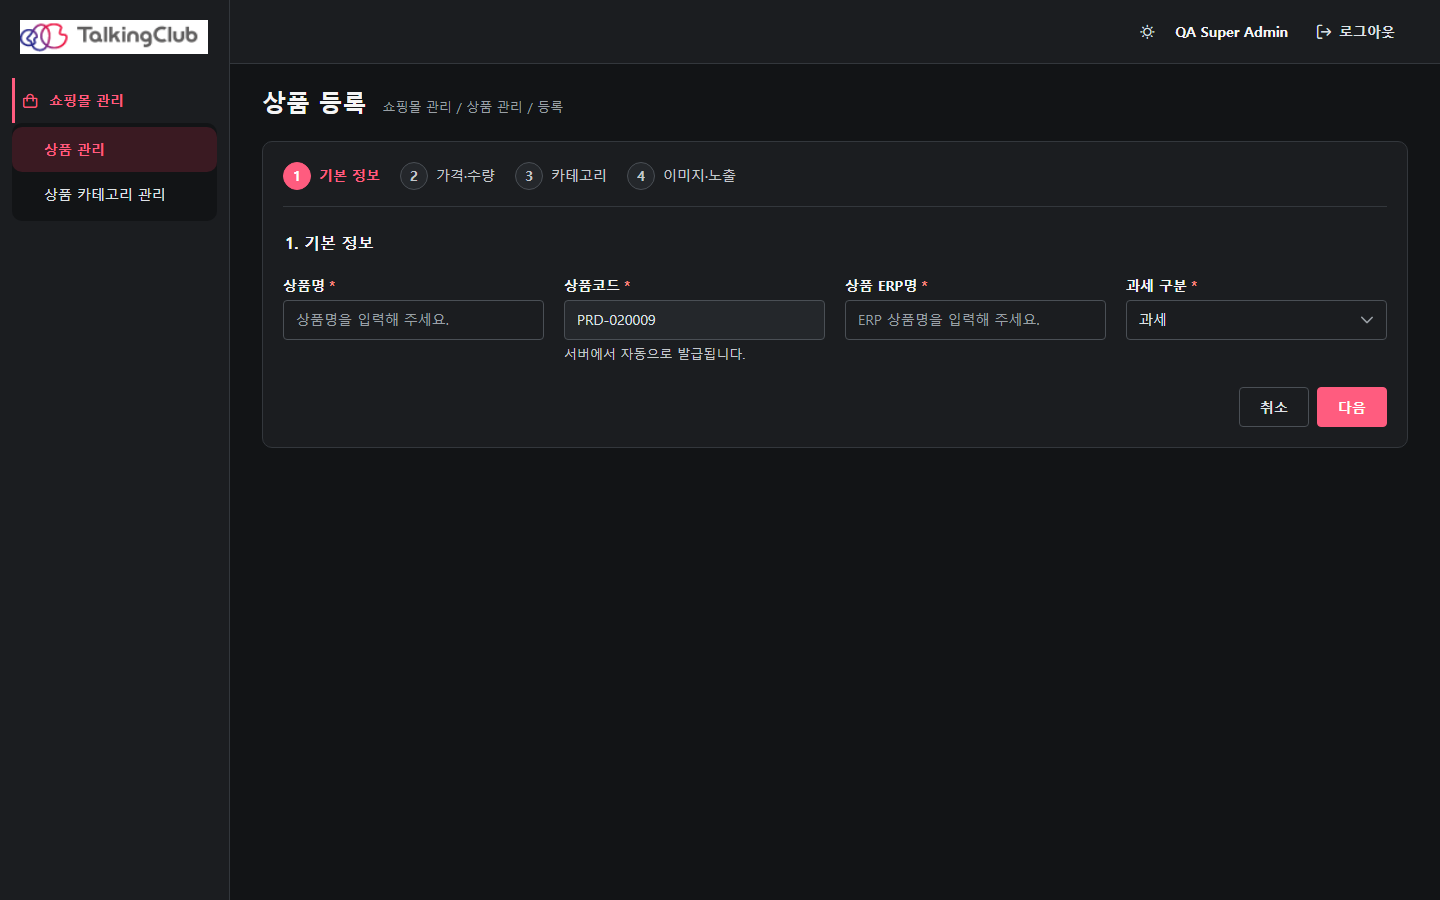 TalkingClub
QA Super Admin
로그아웃
쇼핑몰 관리
상품 관리
상품 카테고리 관리
상품 등록
쇼핑몰 관리 / 상품 관리 / 등록
1 기본 정보
2 가격·수량
3 카테고리
4 이미지·노출
1. 기본 정보
상품명 *
상품명을 입력해 주세요.
상품코드 *
PRD-020009
서버에서 자동으로 발급됩니다.
상품 ERP명 *
ERP 상품명을 입력해 주세요.
과세 구분 *
과세
취소
다음